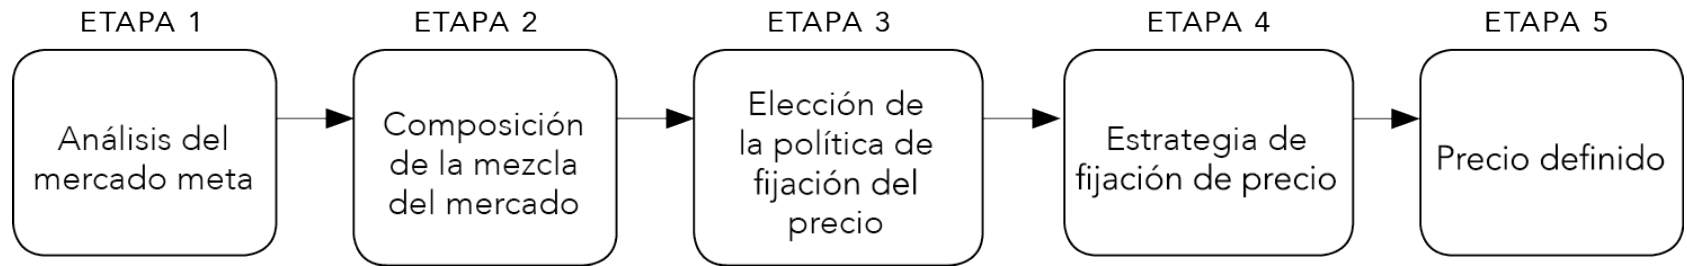 ETAPA 1
Análisis del
mercado meta
ETAPA 2
Composición
de la mezcla
del mercado
ETAPA 3
Elección de
la política de
fijación del
precio
ETAPA 4
Estrategia de
fijación de precio
ETAPA 5
Precio definido